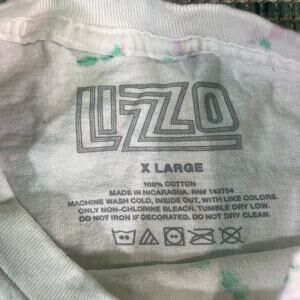 LIZZO
X LARGE
100% COTTON
MADE IN NICARAGUA. RN# 143754
MACHINE WASH COLD, INSIDE OUT, WITH LIKE COLORS.
ONLY NON-CHLORINE BLEACH. TUMBLE DRY LOW.
DO NOT IRON IF DECORATED. DO NOT DRY CLEAN.